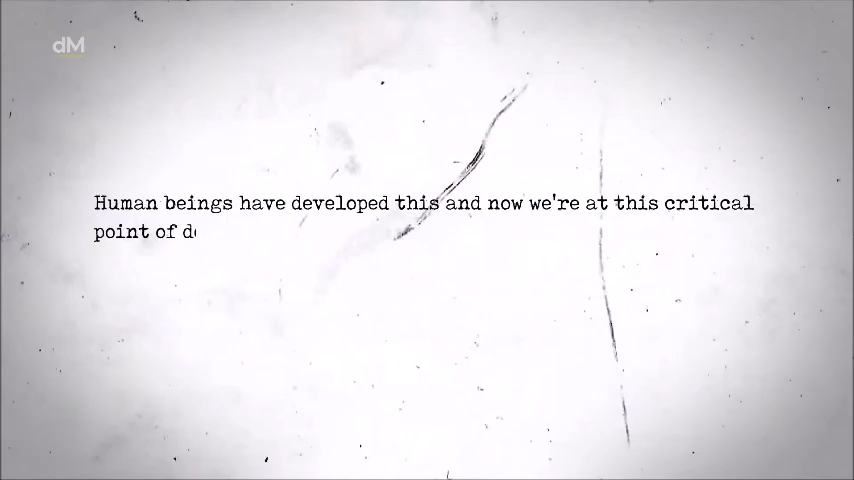 dM
Human beings have developed this and now we're at this critical
point of d